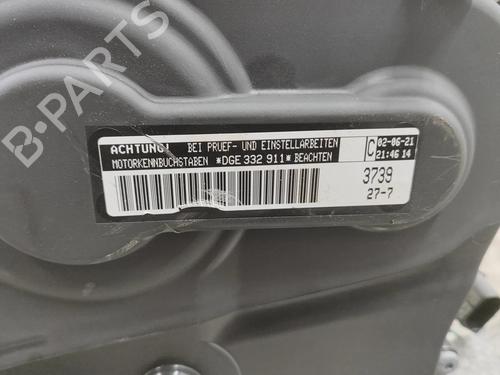 B-PARTS
ACHTUNG! BEI PRUEF- UND EINSTELLARBEITEN
MOTORKENNBUCHSTABEN *DGE 332 911* BEACHTEN
C 02-06-21
21:46 14
3739
27-7